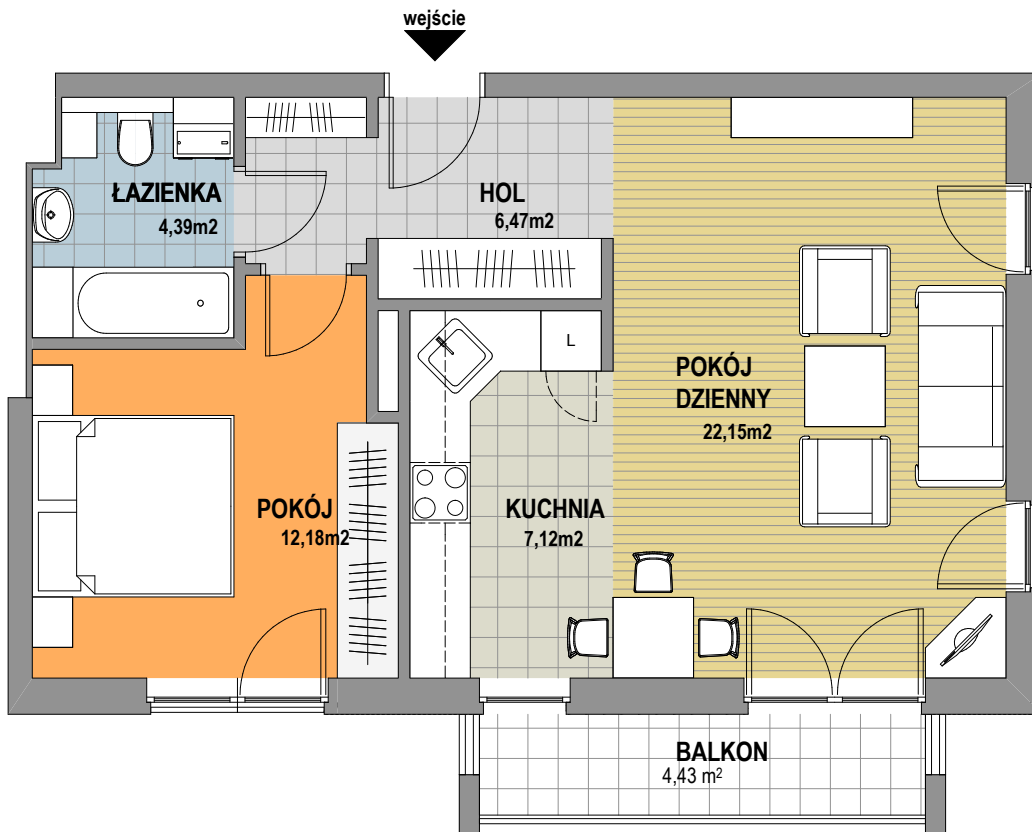 wejście
ŁAZIENKA
4,39m2
HOL
6,47m2
L
POKÓJ
DZIENNY
22,15m2
POKÓJ
12,18m2
KUCHNIA
7,12m2
BALKON
4,43 m²